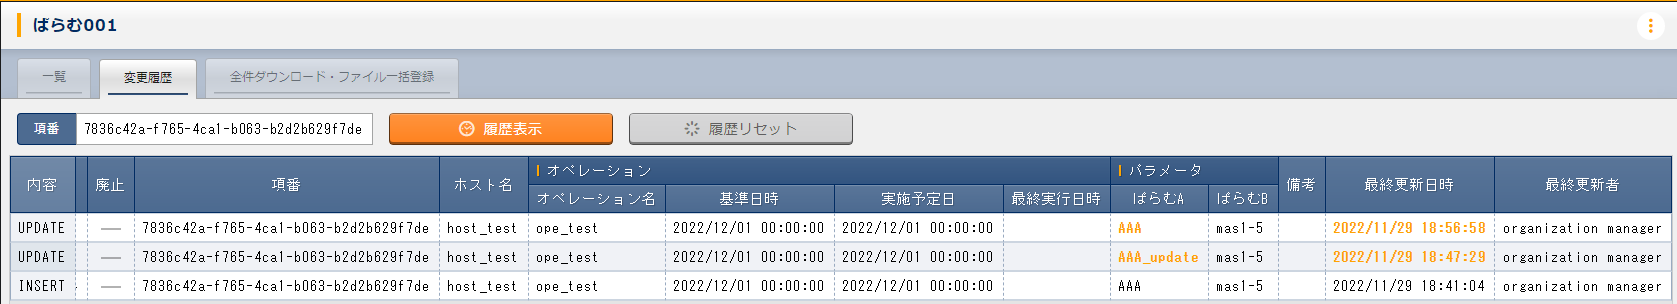 ぱらむ001
一覧 変更履歴 全件ダウンロード・ファイル一括登録
項番 7836c42a-f765-4ca1-b063-b2d2b629f7de 履歴表示 履歴リセット
内容 廃止 項番 ホスト名 オペレーション パラメータ 備考 最終更新日時 最終更新者
オペレーション名 基準日時 実施予定日 最終実行日時 ぱらむA ぱらむB
UPDATE — 7836c42a-f765-4ca1-b063-b2d2b629f7de host_test ope_test 2022/12/01 00:00:00 2022/12/01 00:00:00 AAA mas1-5 2022/11/29 18:56:58 organization manager
UPDATE — 7836c42a-f765-4ca1-b063-b2d2b629f7de host_test ope_test 2022/12/01 00:00:00 2022/12/01 00:00:00 AAA_update mas1-5 2022/11/29 18:47:29 organization manager
INSERT — 7836c42a-f765-4ca1-b063-b2d2b629f7de host_test ope_test 2022/12/01 00:00:00 2022/12/01 00:00:00 AAA mas1-5 2022/11/29 18:41:04 organization manager